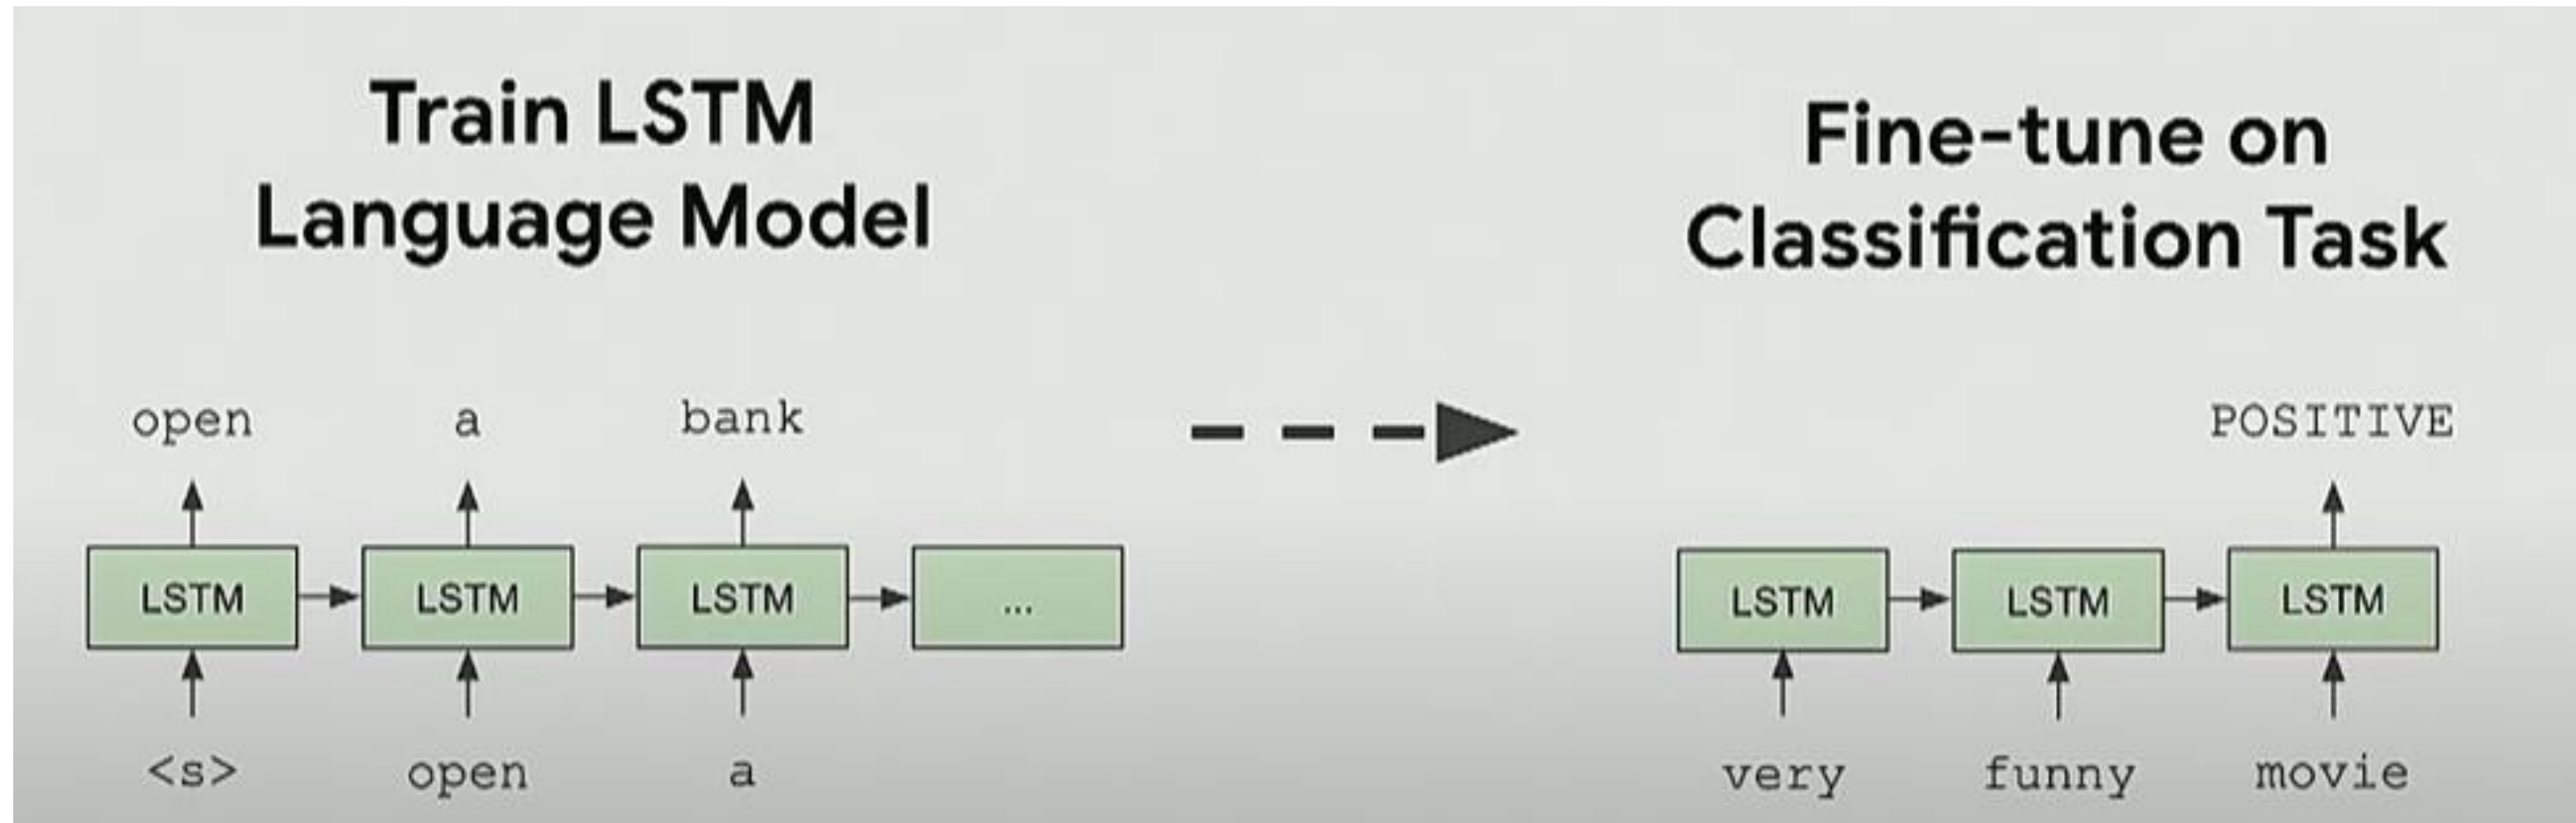 Train LSTM
Language Model
Fine-tune on
Classification Task
open a bank
POSITIVE
LSTM LSTM LSTM ...
LSTM LSTM LSTM
<s> open a
very funny movie